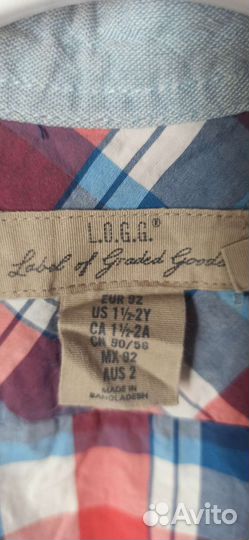 L.O.G.G.®
Label of Graded Goods
EUR 92
US 1½-2Y
CA 1½-2A
CN 90/56
MX 92
AUS 2
MADE IN
BANGLADESH
Avito